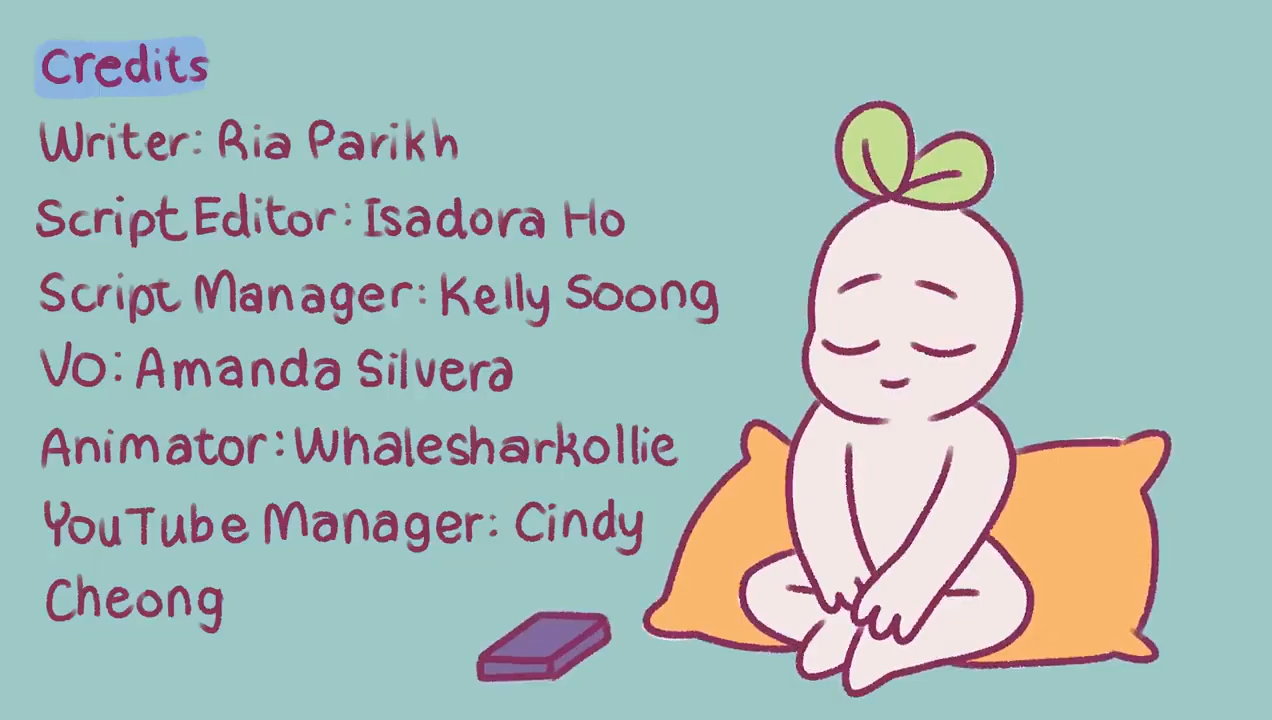 Credits
Writer: Ria Parikh
Script Editor: Isadora Ho
Script Manager: Kelly Soong
VO: Amanda Silvera
Animator: Whalesharkollie
YouTube Manager: Cindy
Cheong